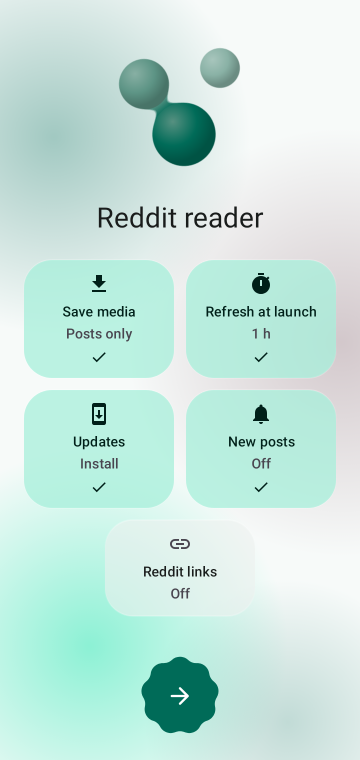 Reddit reader
Save media
Posts only
Refresh at launch
1 h
Updates
Install
New posts
Off
Reddit links
Off